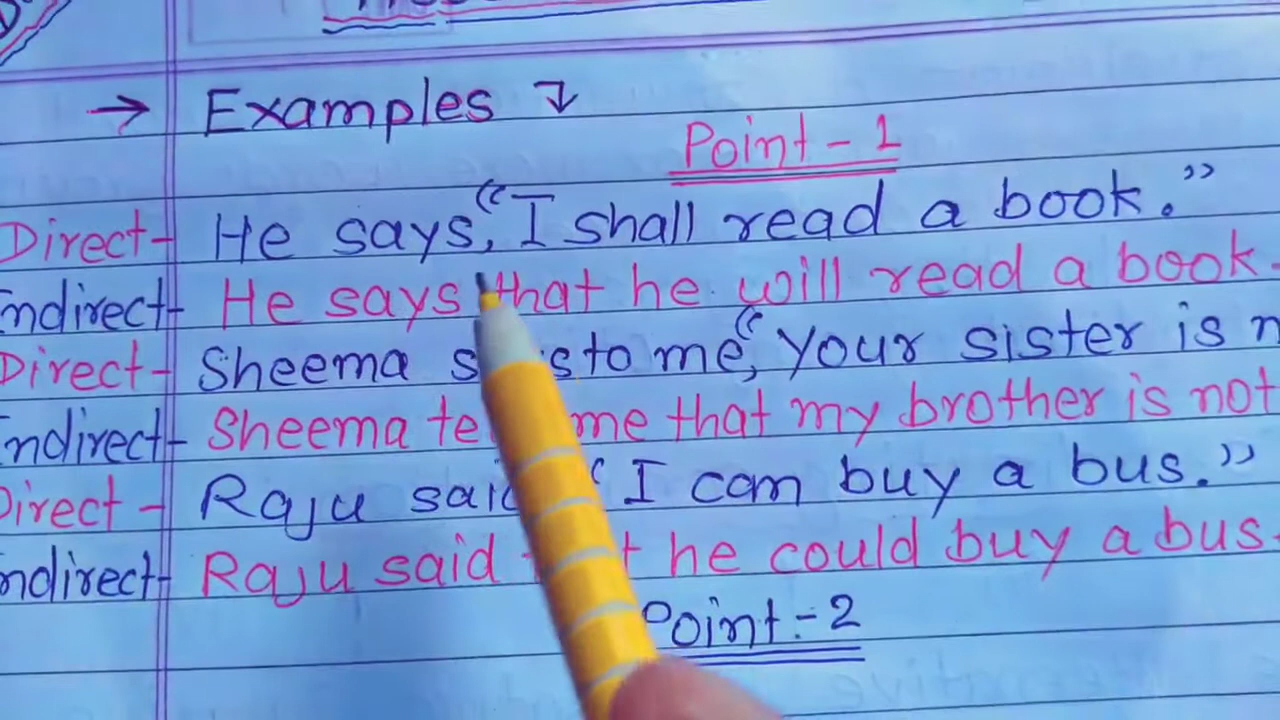 → Examples ↴
Point - 1
Direct- He says, "I shall read a book."
Indirect- He says that he will read a book.
Direct- Sheema to me, "Your sister is
Indirect- Sheema me that my brother is not
Direct - Raju said "I can buy a bus."
Indirect- Raju said he could buy a bus.
Point:-2